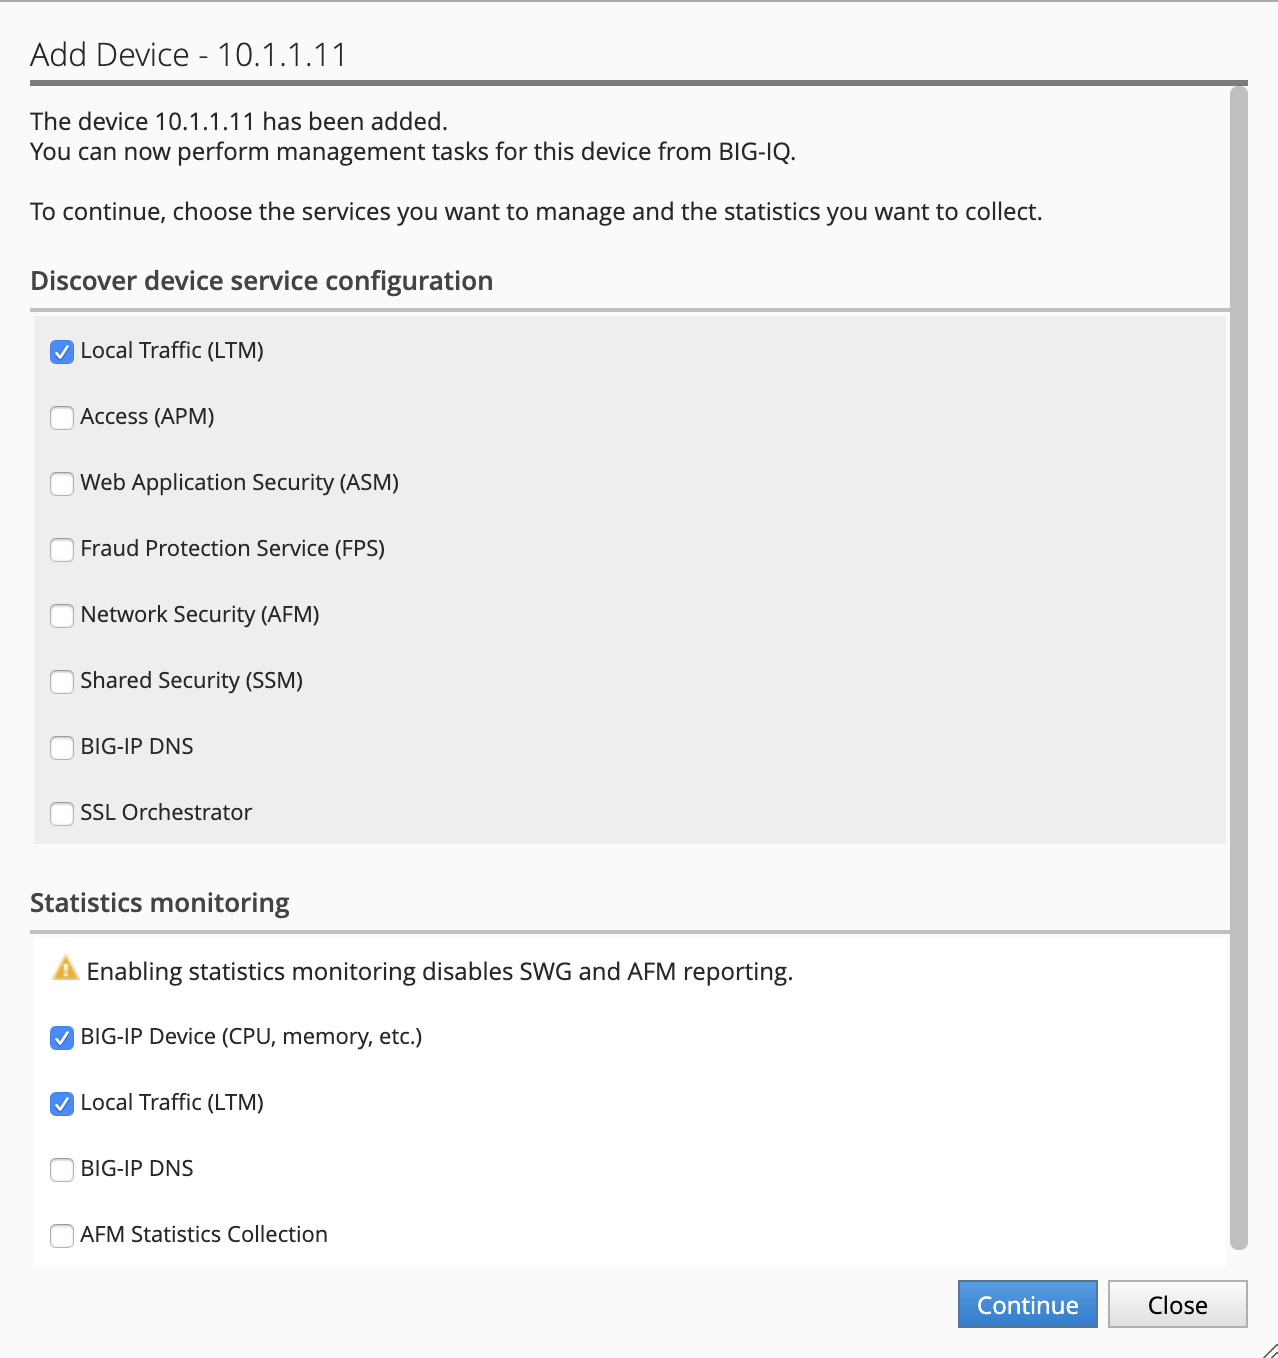 Add Device - 10.1.1.11
The device 10.1.1.11 has been added.
You can now perform management tasks for this device from BIG-IQ.
To continue, choose the services you want to manage and the statistics you want to collect.
Discover device service configuration
Local Traffic (LTM)
Access (APM)
Web Application Security (ASM)
Fraud Protection Service (FPS)
Network Security (AFM)
Shared Security (SSM)
BIG-IP DNS
SSL Orchestrator
Statistics monitoring
Enabling statistics monitoring disables SWG and AFM reporting.
BIG-IP Device (CPU, memory, etc.)
Local Traffic (LTM)
BIG-IP DNS
AFM Statistics Collection
Continue
Close